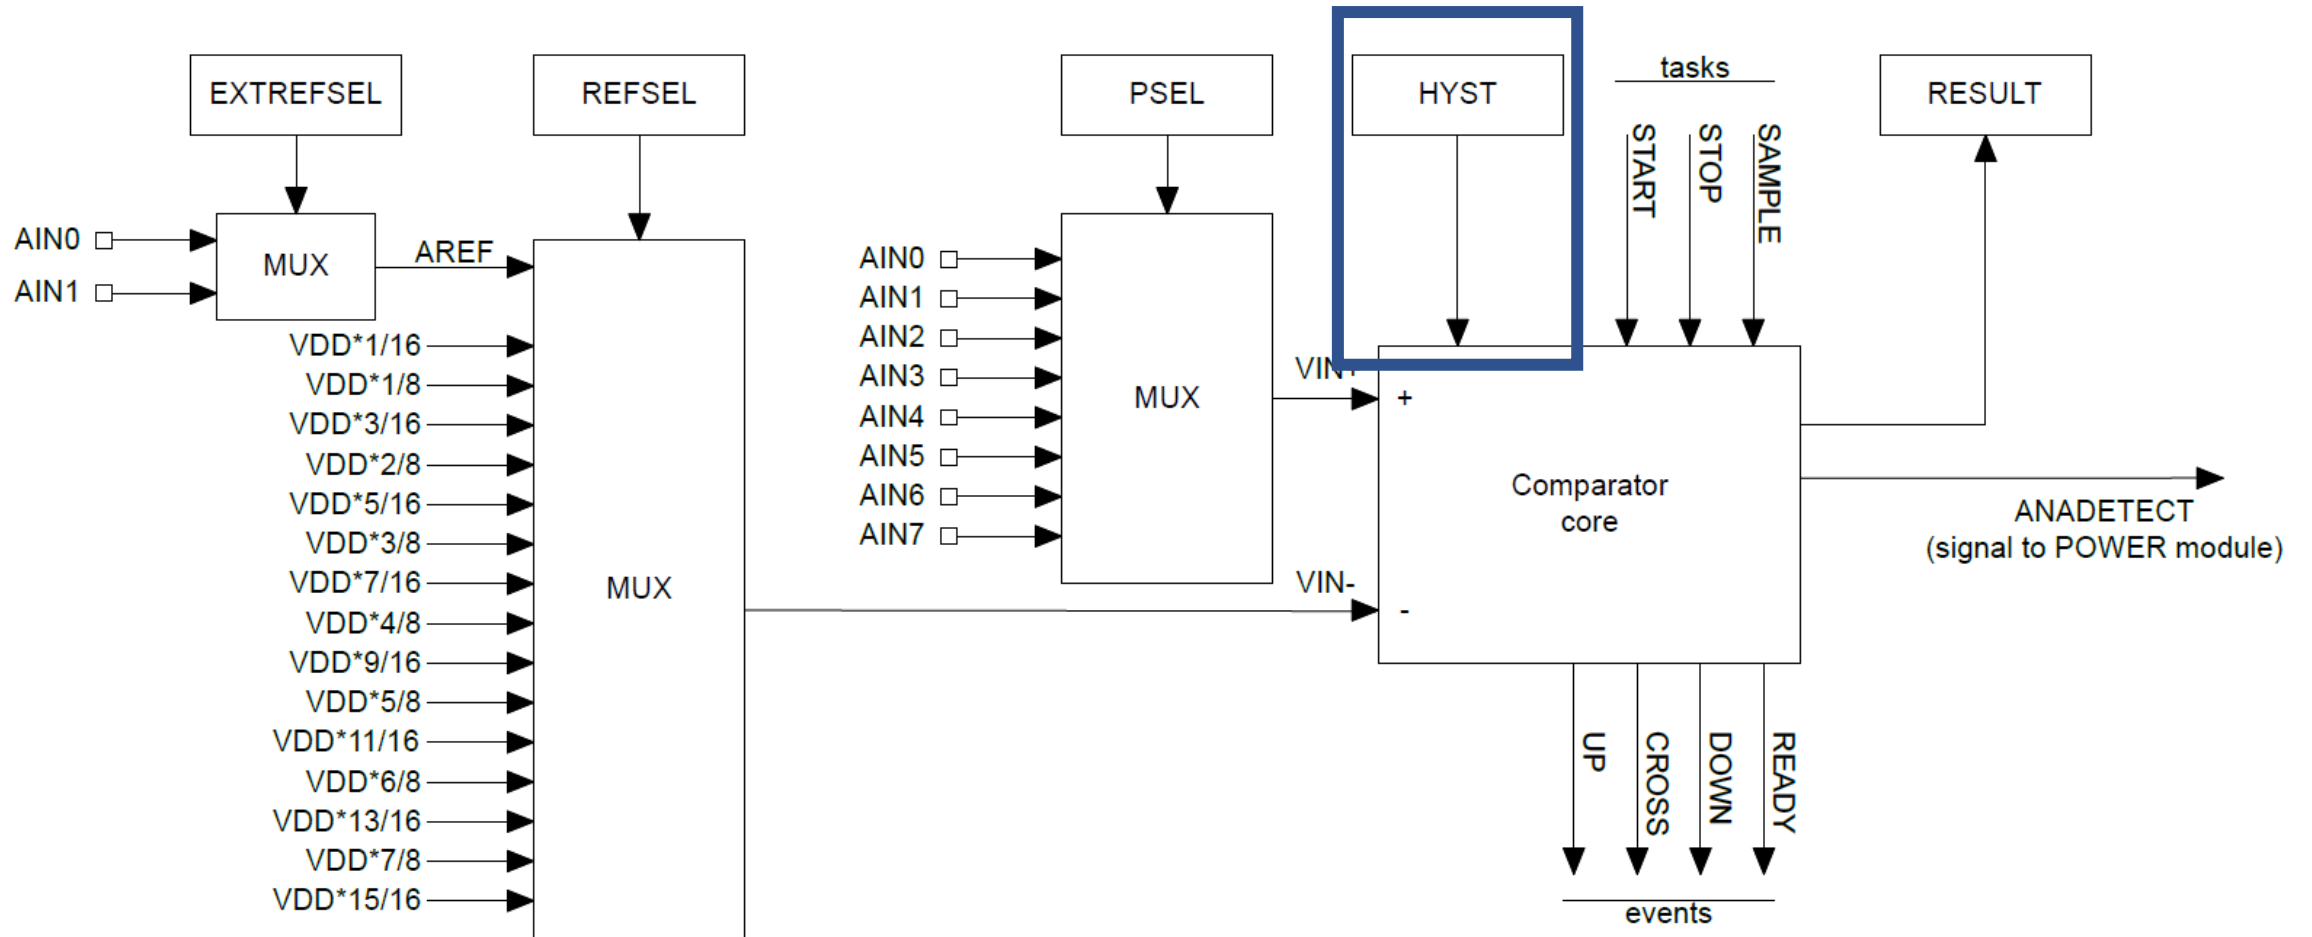 EXTREFSEL
REFSEL
PSEL
HYST
tasks
RESULT
START
STOP
SAMPLE
AIN0
AIN1
MUX
AREF
VDD*1/16
VDD*1/8
VDD*3/16
VDD*2/8
VDD*5/16
VDD*3/8
VDD*7/16
VDD*4/8
VDD*9/16
VDD*5/8
VDD*11/16
VDD*6/8
VDD*13/16
VDD*7/8
VDD*15/16
MUX
AIN0
AIN1
AIN2
AIN3
AIN4
AIN5
AIN6
AIN7
MUX
VIN+
VIN-
+
-
Comparator
core
ANADETECT
(signal to POWER module)
UP
CROSS
DOWN
READY
events